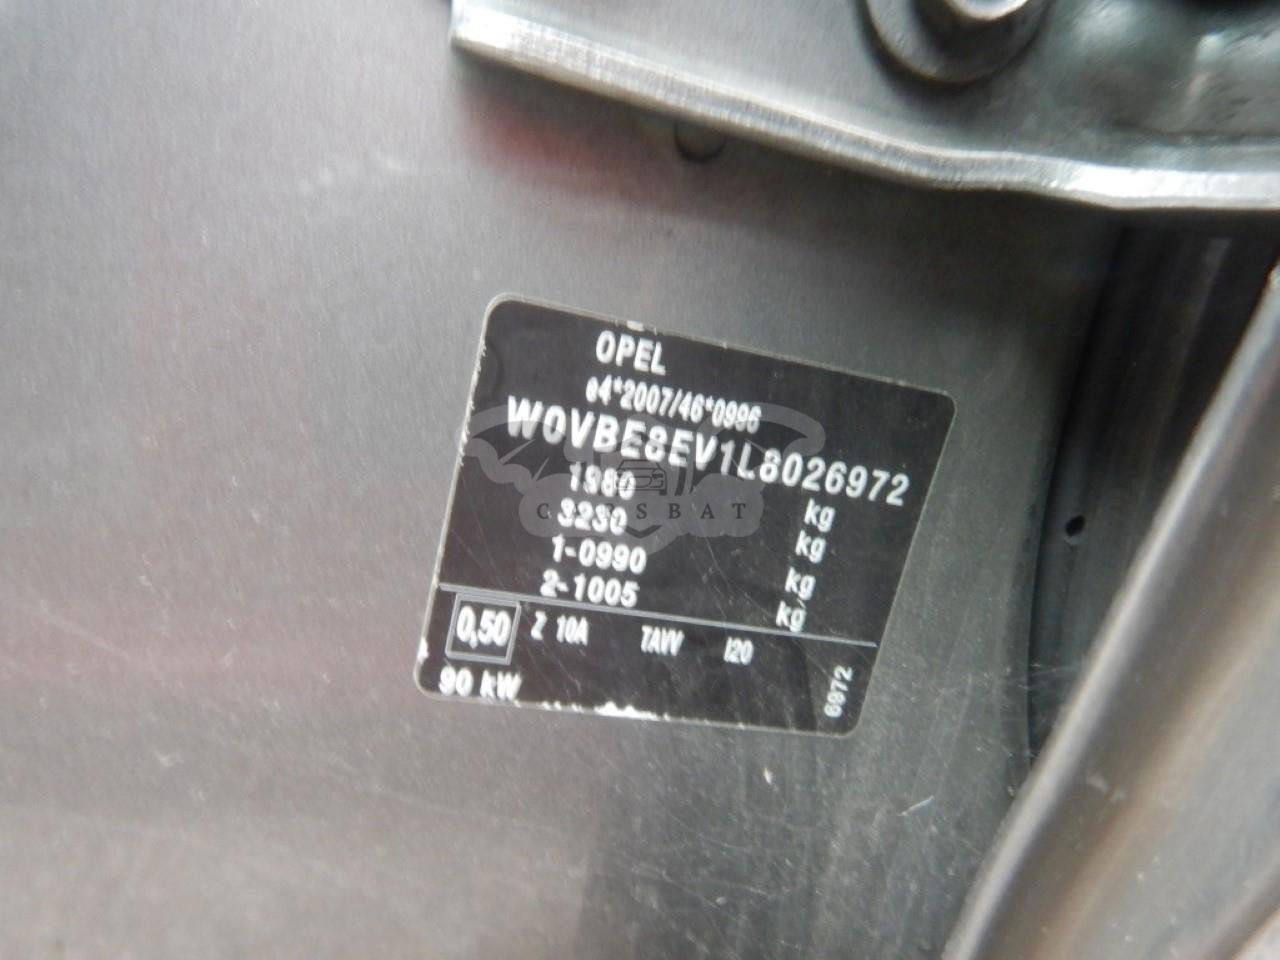 OPEL
e4*2007/46*0996
W0VBE8EV1L8026972
1980 kg
3230 kg
1-0990 kg
2-1005 kg
0,50 Z 10A TAVV I20
90 kW
6972
CARSBAT